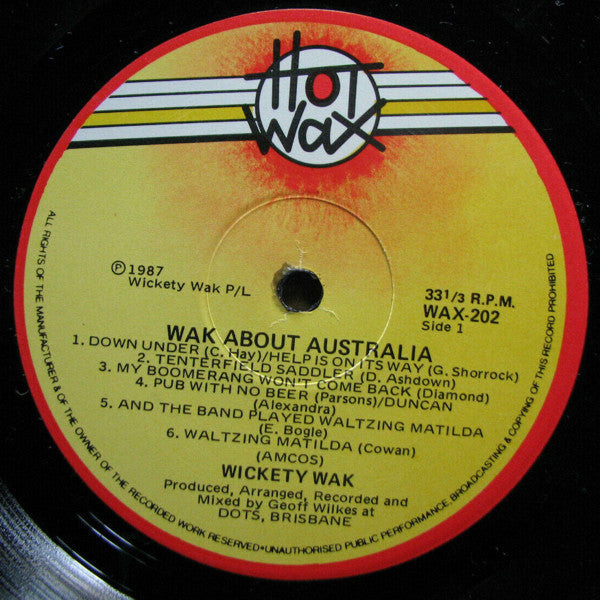 HOT
WAX
℗ 1987
Wickety Wak P/L
33 1/3 R.P.M.
WAX-202
Side 1
WAK ABOUT AUSTRALIA
1. DOWN UNDER (C. Hay)/HELP IS ON ITS WAY (G. Shorrock)
2. TENTERFIELD SADDLER (D. Ashdown)
3. MY BOOMERANG WON'T COME BACK (Diamond)
4. PUB WITH NO BEER (Parsons)/DUNCAN
(Alexandra)
5. AND THE BAND PLAYED WALTZING MATILDA
(E. Bogle)
6. WALTZING MATILDA (Cowan)
(AMCOS)
WICKETY WAK
Produced, Arranged, Recorded and
Mixed by Geoff Wilkes at
DOTS, BRISBANE
ALL RIGHTS OF THE MANUFACTURER & OF THE OWNER OF THE RECORDED WORK RESERVED•UNAUTHORISED PUBLIC PERFORMANCE, BROADCASTING & COPYING OF THIS RECORD PROHIBITED